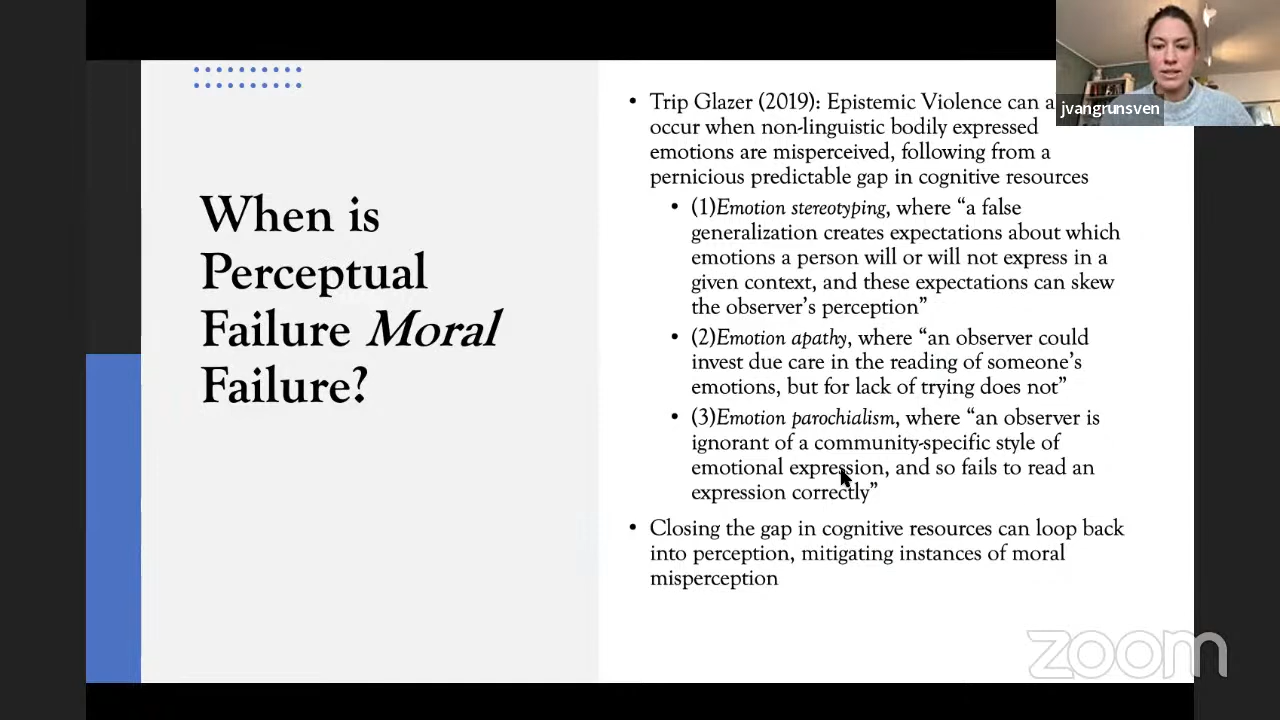 jvangrunsven
When is
Perceptual
Failure Moral
Failure?
• Trip Glazer (2019): Epistemic Violence can a
occur when non-linguistic bodily expressed
emotions are misperceived, following from a
pernicious predictable gap in cognitive resources
• (1)Emotion stereotyping, where “a false
generalization creates expectations about which
emotions a person will or will not express in a
given context, and these expectations can skew
the observer’s perception”
• (2)Emotion apathy, where “an observer could
invest due care in the reading of someone’s
emotions, but for lack of trying does not”
• (3)Emotion parochialism, where “an observer is
ignorant of a community-specific style of
emotional expression, and so fails to read an
expression correctly”
• Closing the gap in cognitive resources can loop back
into perception, mitigating instances of moral
misperception
zoom